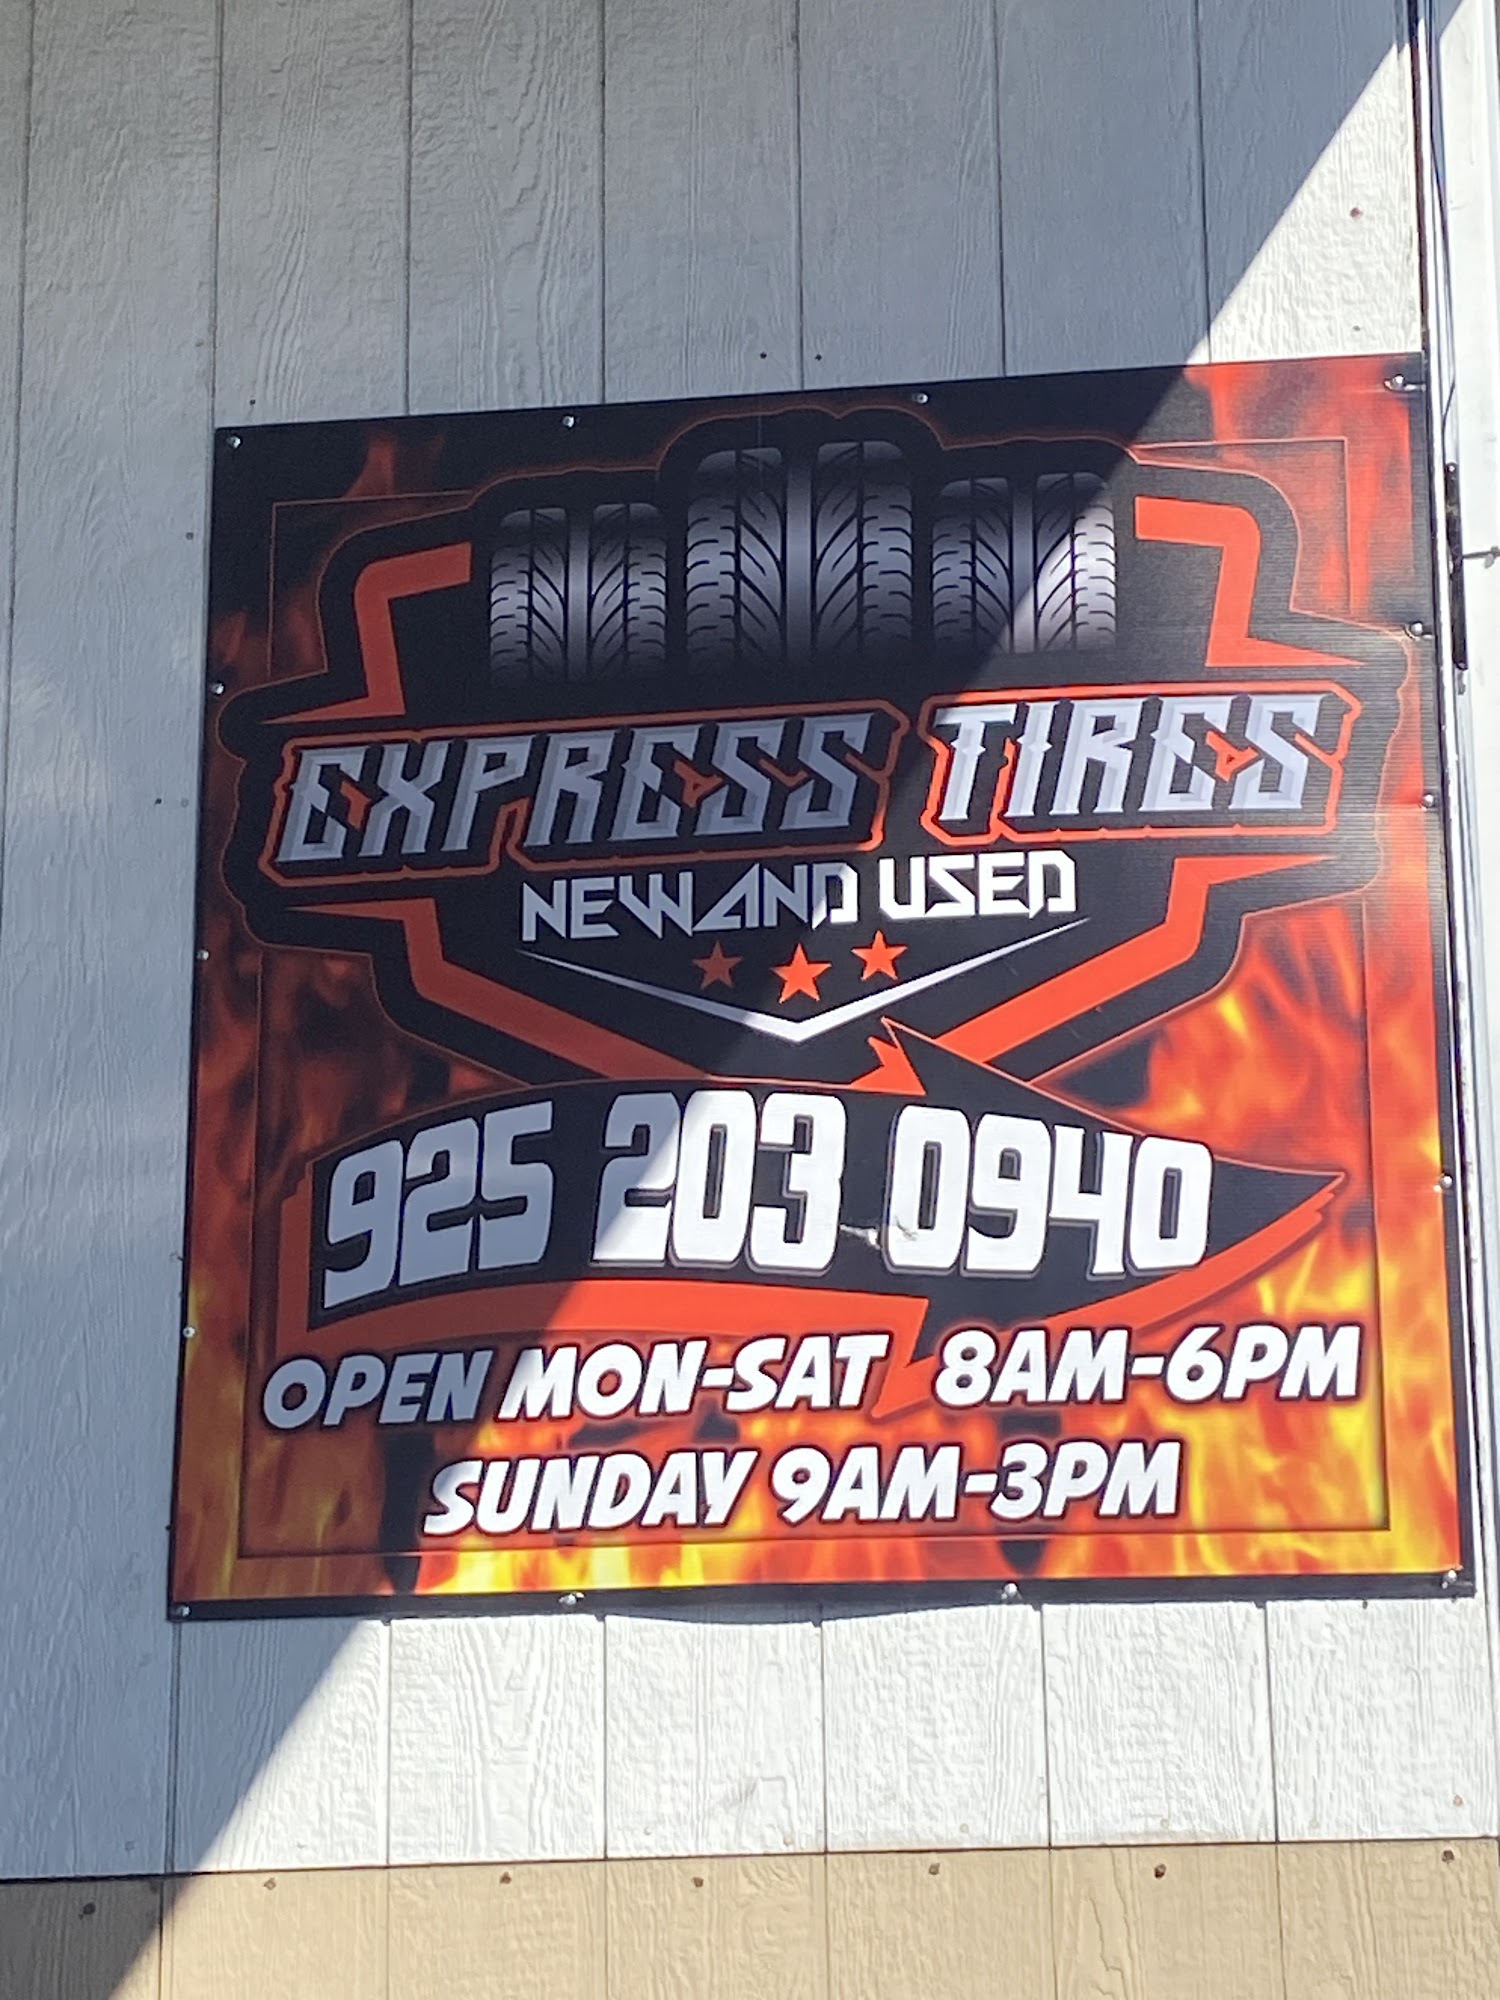 EXPRESS TIRES
NEW AND USED
925 203 0940
OPEN MON-SAT 8AM-6PM
SUNDAY 9AM-3PM